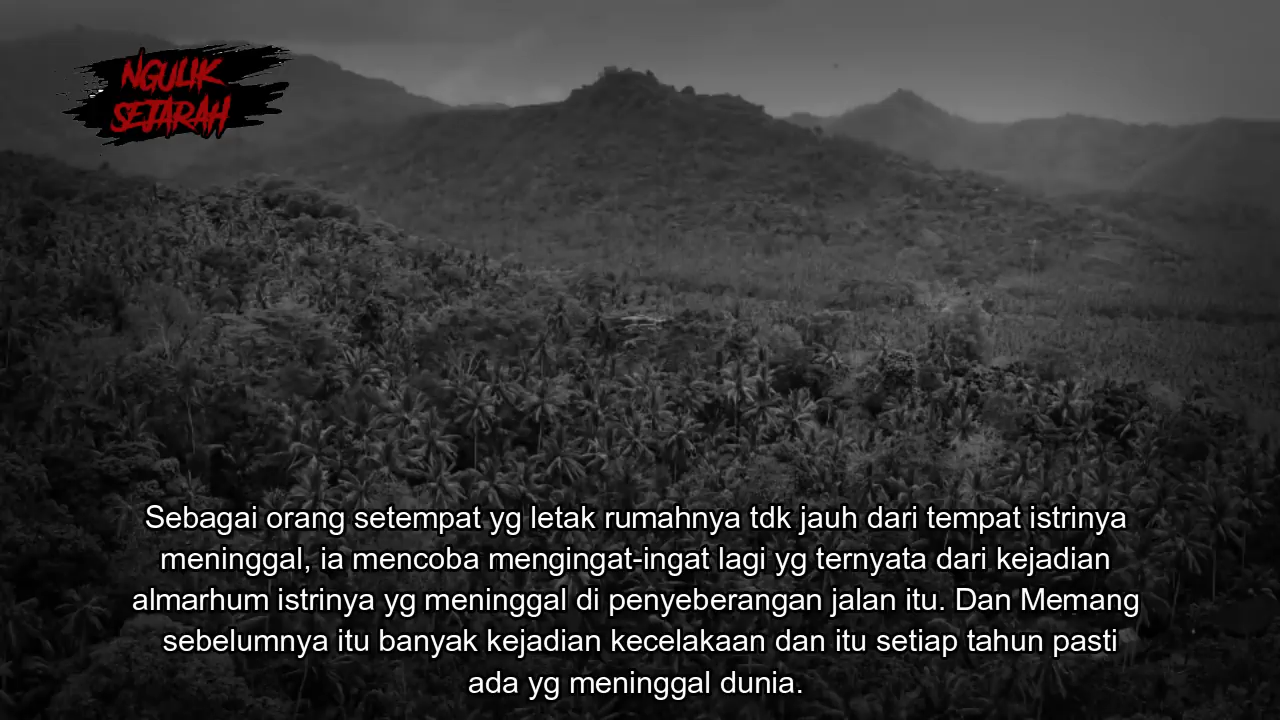 NGULIK
SEJARAH
Sebagai orang setempat yg letak rumahnya tdk jauh dari tempat istrinya
meninggal, ia mencoba mengingat-ingat lagi yg ternyata dari kejadian
almarhum istrinya yg meninggal di penyeberangan jalan itu. Dan Memang
sebelumnya itu banyak kejadian kecelakaan dan itu setiap tahun pasti
ada yg meninggal dunia.